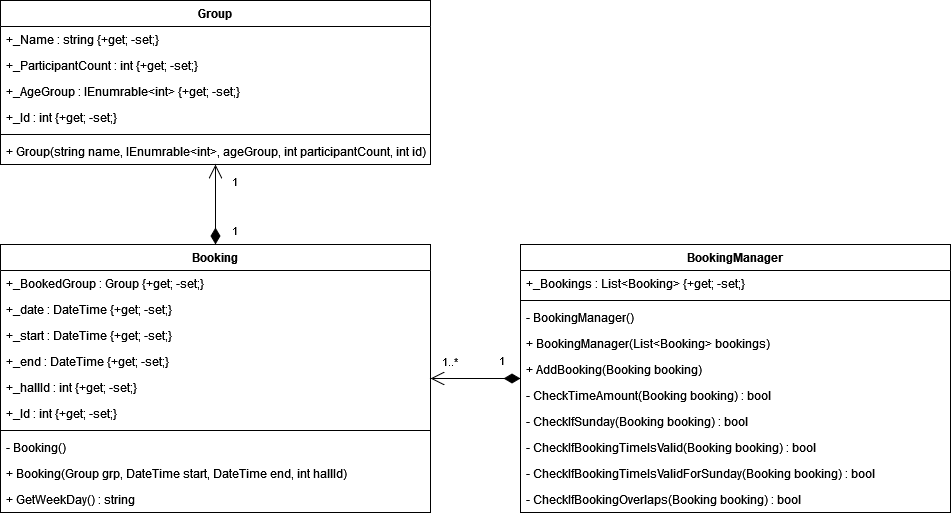 Group
+_Name : string {+get; -set;}
+_ParticipantCount : int {+get; -set;}
+_AgeGroup : IEnumrable<int> {+get; -set;}
+_Id : int {+get; -set;}
+ Group(string name, IEnumrable<int>, ageGroup, int participantCount, int id)
1
1
Booking
+_BookedGroup : Group {+get; -set;}
+_date : DateTime {+get; -set;}
+_start : DateTime {+get; -set;}
+_end : DateTime {+get; -set;}
+_hallId : int {+get; -set;}
+_Id : int {+get; -set;}
- Booking()
+ Booking(Group grp, DateTime start, DateTime end, int hallId)
+ GetWeekDay() : string
1..*
1
BookingManager
+_Bookings : List<Booking> {+get; -set;}
- BookingManager()
+ BookingManager(List<Booking> bookings)
+ AddBooking(Booking booking)
- CheckTimeAmount(Booking booking) : bool
- CheckIfSunday(Booking booking) : bool
- CheckIfBookingTimeIsValid(Booking booking) : bool
- CheckIfBookingTimeIsValidForSunday(Booking booking) : bool
- CheckIfBookingOverlaps(Booking booking) : bool